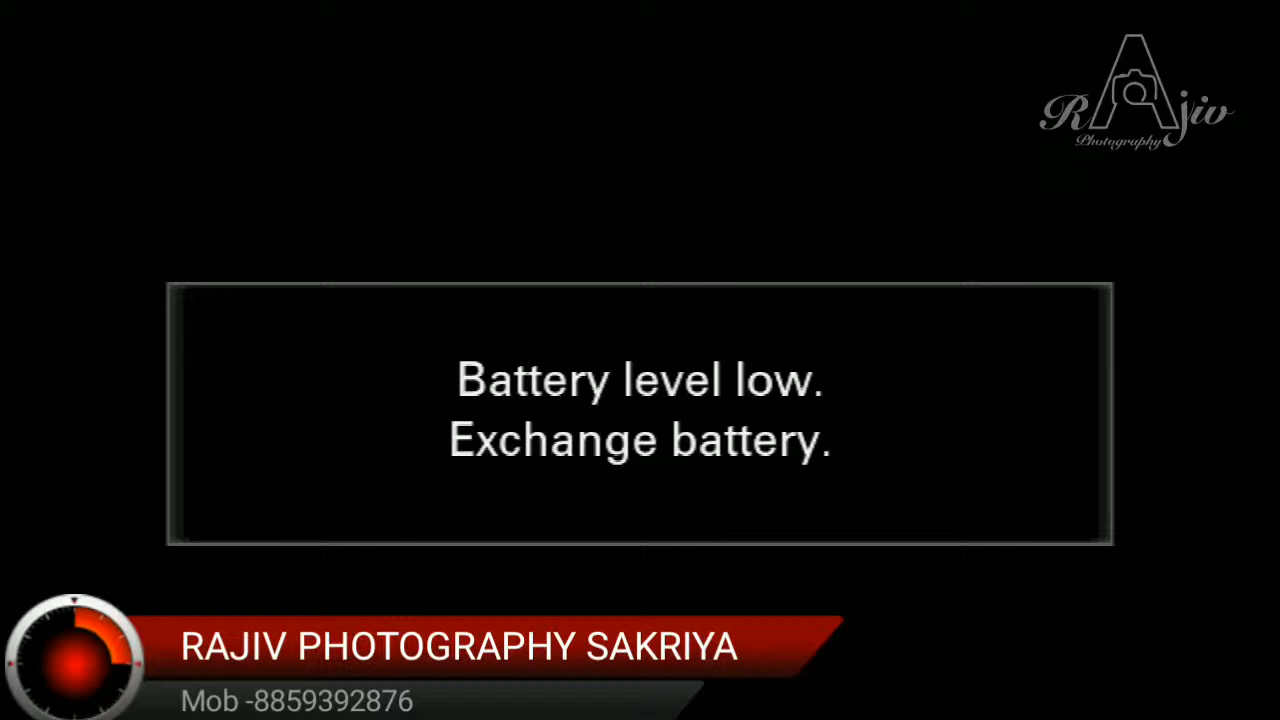 RAjiv
Photography
Battery level low.
Exchange battery.
RAJIV PHOTOGRAPHY SAKRIYA
Mob -8859392876